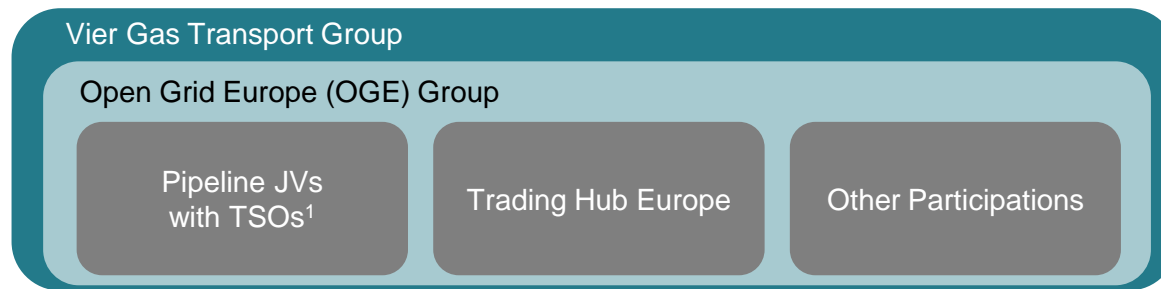 Vier Gas Transport Group
Open Grid Europe (OGE) Group
Pipeline JVs
with TSOs¹
Trading Hub Europe
Other Participations